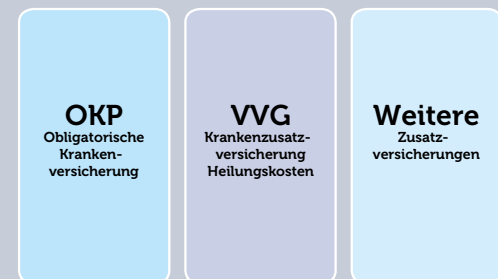 OKP
Obligatorische
Kranken-
versicherung
VVG
Krankenzusatz-
versicherung
Heilungskosten
Weitere
Zusatz-
versicherungen